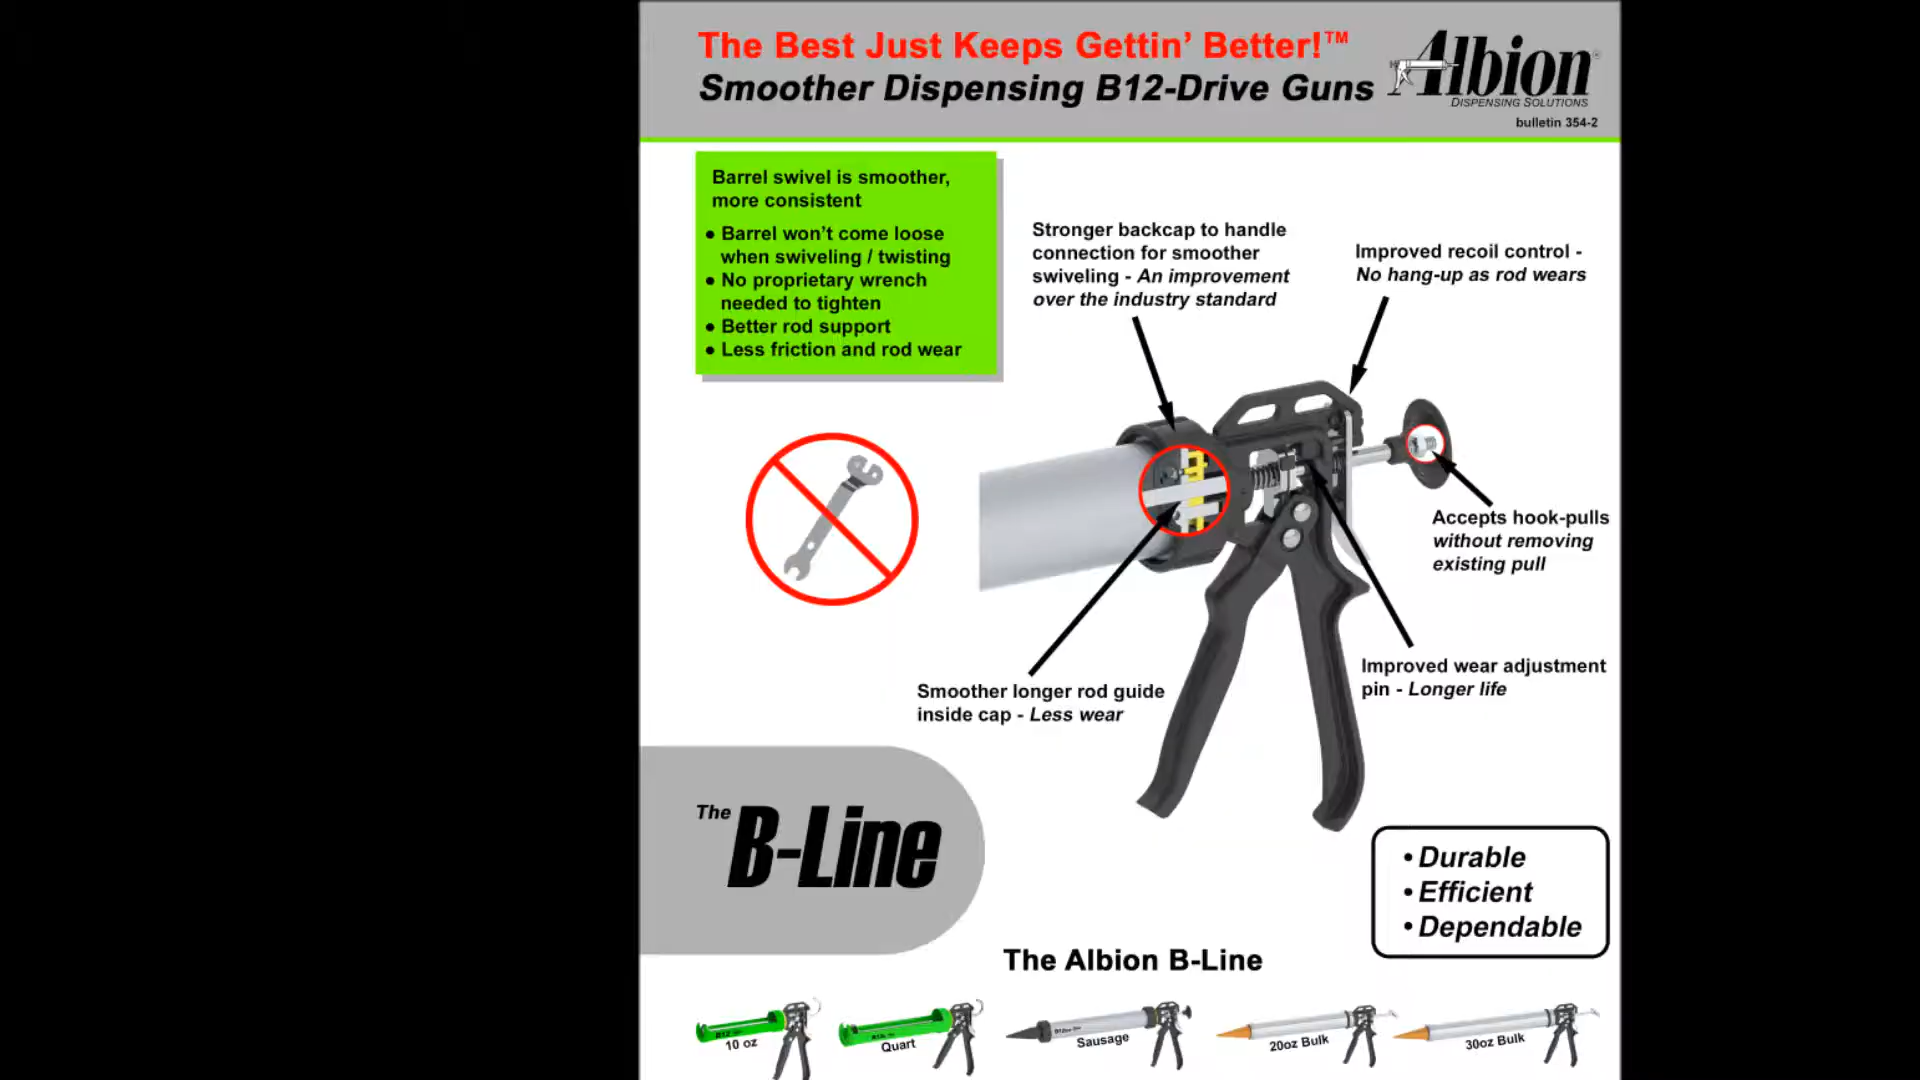 The Best Just Keeps Gettin’ Better!™
Smoother Dispensing B12-Drive Guns
Albion®
DISPENSING SOLUTIONS
bulletin 354-2
Barrel swivel is smoother,
more consistent
● Barrel won’t come loose
when swiveling / twisting
● No proprietary wrench
needed to tighten
● Better rod support
● Less friction and rod wear
Stronger backcap to handle
connection for smoother
swiveling - An improvement
over the industry standard
Improved recoil control -
No hang-up as rod wears
Accepts hook-pulls
without removing
existing pull
Improved wear adjustment
pin - Longer life
Smoother longer rod guide
inside cap - Less wear
The
B-Line
• Durable
• Efficient
• Dependable
The Albion B-Line
B12
10 oz
Quart
Sausage
20oz Bulk
30oz Bulk